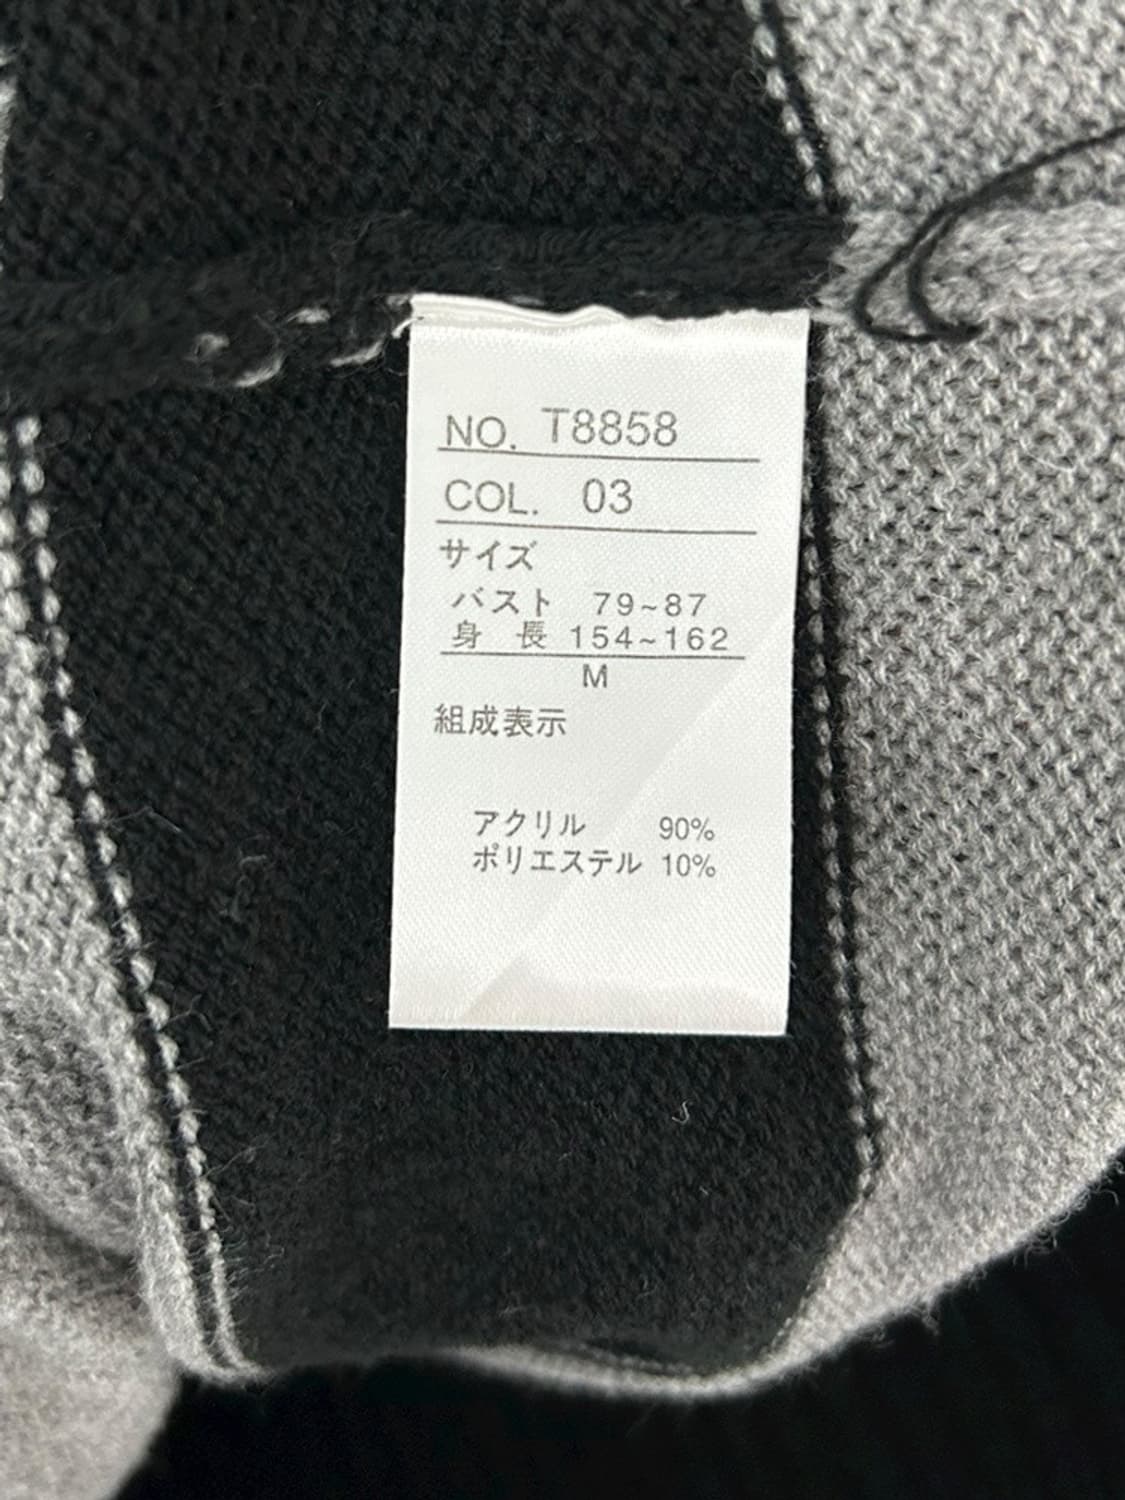 NO. T8858
COL. 03
サイズ
バスト 79~87
身 長 154~162
M
組成表示
アクリル 90%
ポリエステル 10%